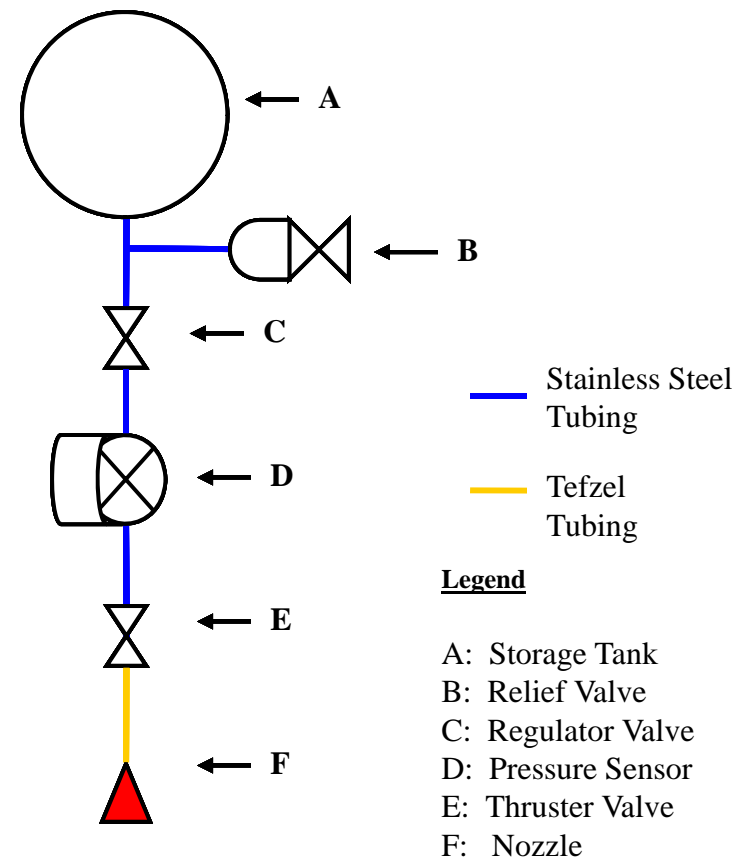 A
B
C
Stainless Steel
Tubing
D
Tefzel
Tubing
Legend
E
A: Storage Tank
B: Relief Valve
C: Regulator Valve
F
D: Pressure Sensor
E: Thruster Valve
F: Nozzle